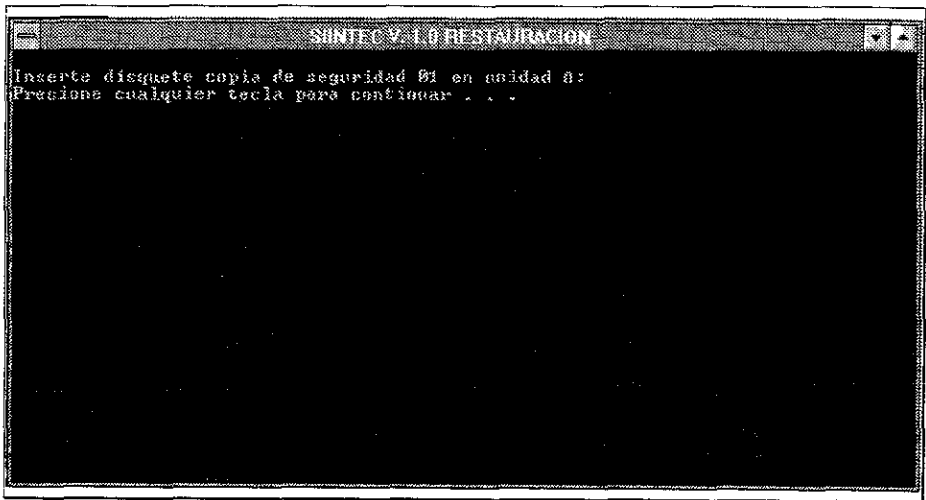 SIINTEC V. 1.0 RESTAURACION
Inserte disquete copia de seguridad 01 en unidad A:
Presione cualquier tecla para continuar . . .